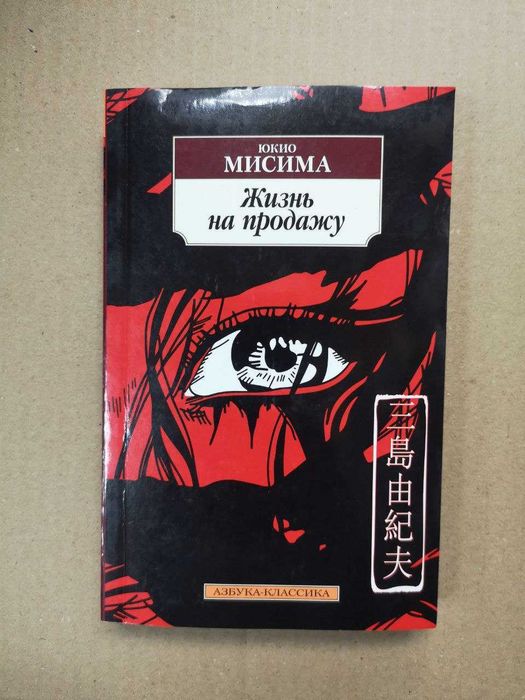 ЮКИО
МИСИМА
Жизнь
на продажу
三島由紀夫
АЗБУКА-КЛАССИКА